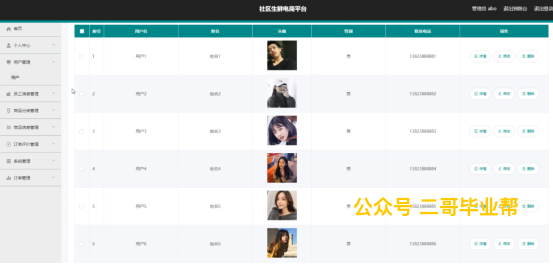 社区生鲜电商平台
管理员 abo 退出到前台 退出登录
首页
个人中心
用户管理
用户
员工信息管理
商品分类管理
商品信息管理
订单评价管理
系统管理
订单管理
索引 用户名 姓名 头像 性别 联系电话 操作
1 用户1 姓名1 男 13823888881 详情 修改 删除
2 用户2 姓名2 男 13823888882 详情 修改 删除
3 用户3 姓名3 男 13823888883 详情 修改 删除
4 用户4 姓名4 男 13823888884 详情 修改 删除
5 用户5 姓名5 男 13823888885 详情 修改 删除
6 用户6 姓名6 男 13823888886 详情 修改 删除
公众号 二哥毕业帮